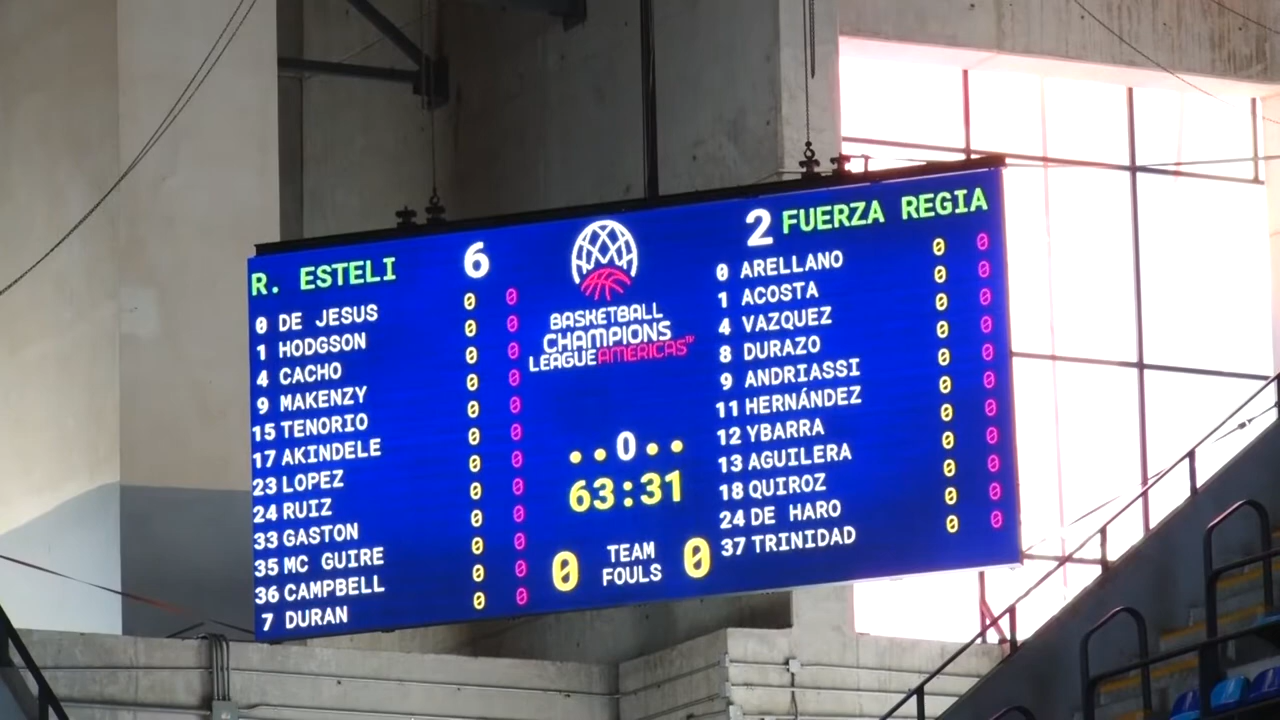 R. ESTELI 6
0 DE JESUS 0 0
1 HODGSON 0 0
4 CACHO 0 0
9 MAKENZY 0 0
15 TENORIO 0 0
17 AKINDELE 0 0
23 LOPEZ 0 0
24 RUIZ 0 0
33 GASTON 0 0
35 MC GUIRE 0 0
36 CAMPBELL 0 0
7 DURAN 0 0
BASKETBALL
CHAMPIONS
LEAGUE AMERICAS™
..0..
63:31
0 TEAM FOULS 0
2 FUERZA REGIA
0 ARELLANO 0 0
1 ACOSTA 0 0
4 VAZQUEZ 0 0
8 DURAZO 0 0
9 ANDRIASSI 0 0
11 HERNÁNDEZ 0 0
12 YBARRA 0 0
13 AGUILERA 0 0
18 QUIROZ 0 0
24 DE HARO 0 0
37 TRINIDAD 0 0